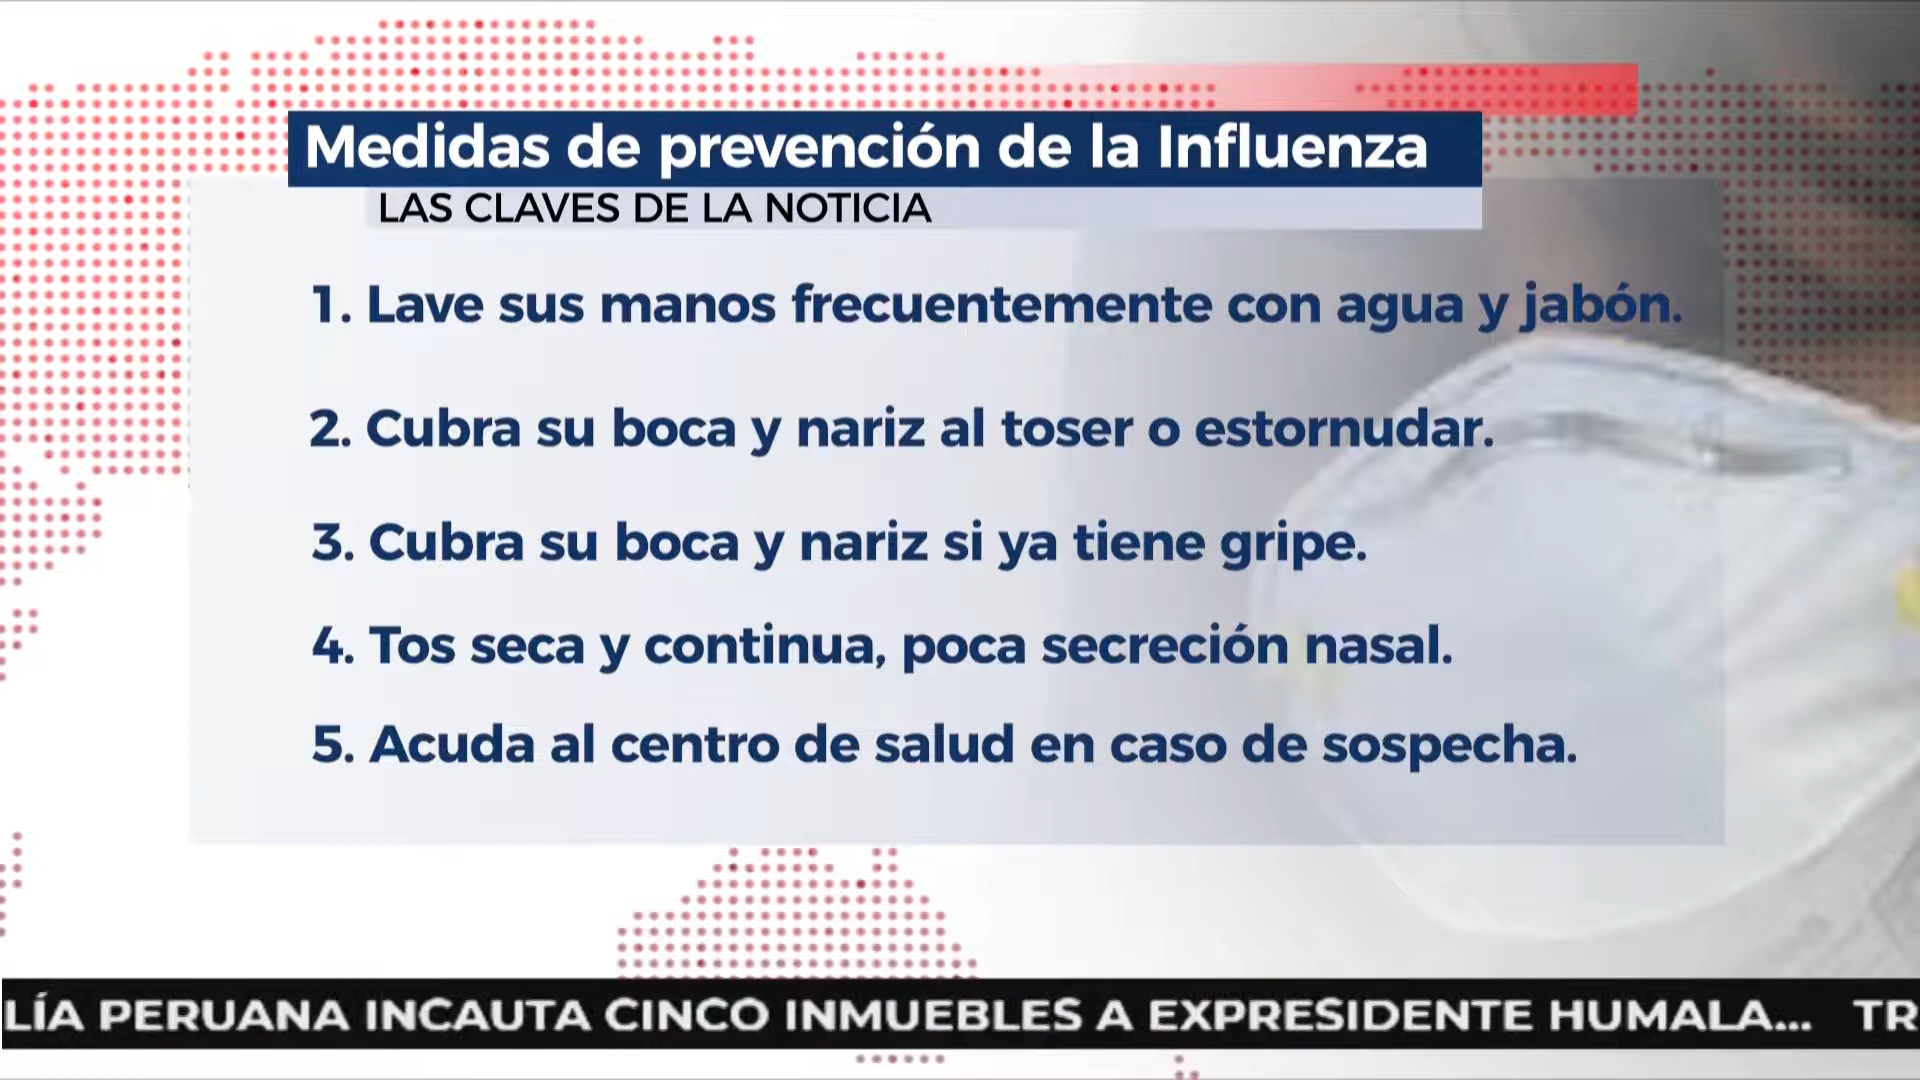 Medidas de prevención de la Influenza
LAS CLAVES DE LA NOTICIA
1. Lave sus manos frecuentemente con agua y jabón.
2. Cubra su boca y nariz al toser o estornudar.
3. Cubra su boca y nariz si ya tiene gripe.
4. Tos seca y continua, poca secreción nasal.
5. Acuda al centro de salud en caso de sospecha.
LÍA PERUANA INCAUTA CINCO INMUEBLES A EXPRESIDENTE HUMALA... TR